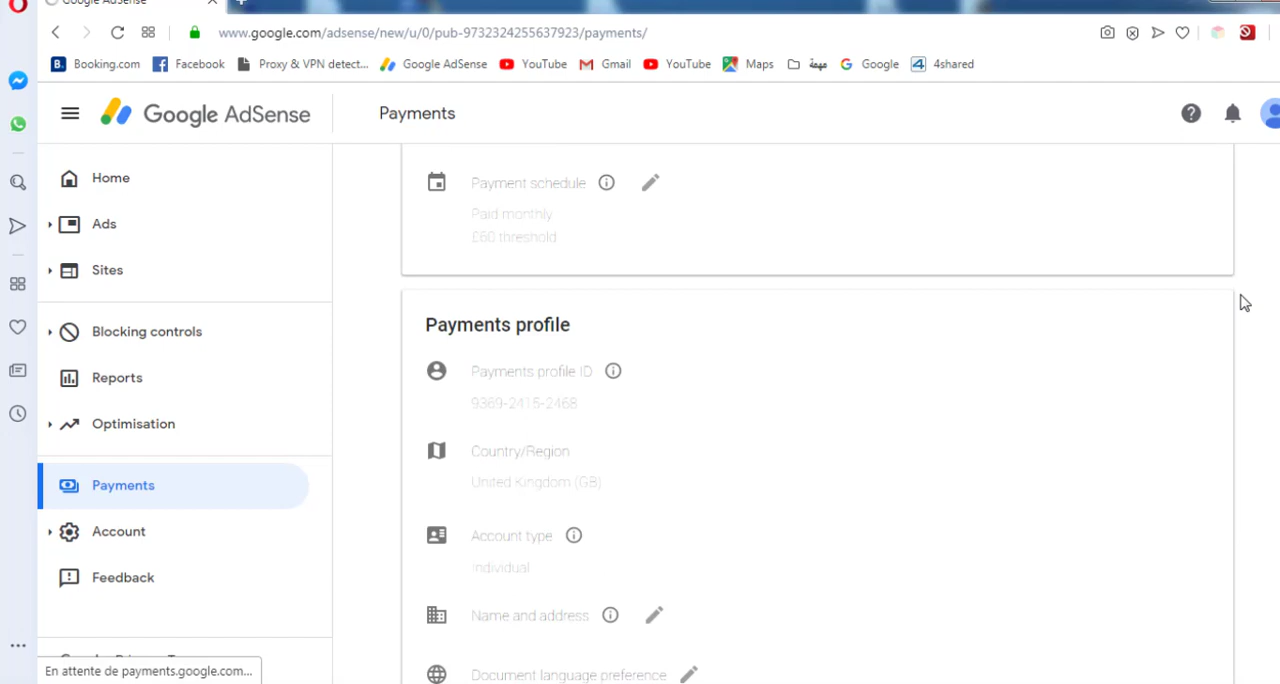 Google AdSense
www.google.com/adsense/new/u/0/pub-9732324255637923/payments/
B. Booking.com Facebook Proxy & VPN detect... Google AdSense YouTube Gmail YouTube Maps مهمة Google 4shared
Google AdSense
Payments
Home
Ads
Sites
Blocking controls
Reports
Optimisation
Payments
Account
Feedback
Payment schedule
Paid monthly
£60 threshold
Payments profile
Payments profile ID
9369-2415-2468
Country/Region
United Kingdom (GB)
Account type
Individual
Name and address
Document language preference
En attente de payments.google.com...